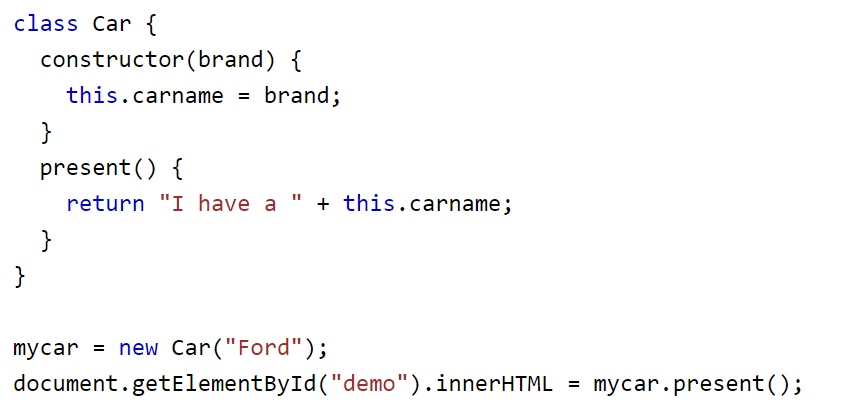 class Car {
  constructor(brand) {
    this.carname = brand;
  }
  present() {
    return "I have a " + this.carname;
  }
}

mycar = new Car("Ford");
document.getElementById("demo").innerHTML = mycar.present();